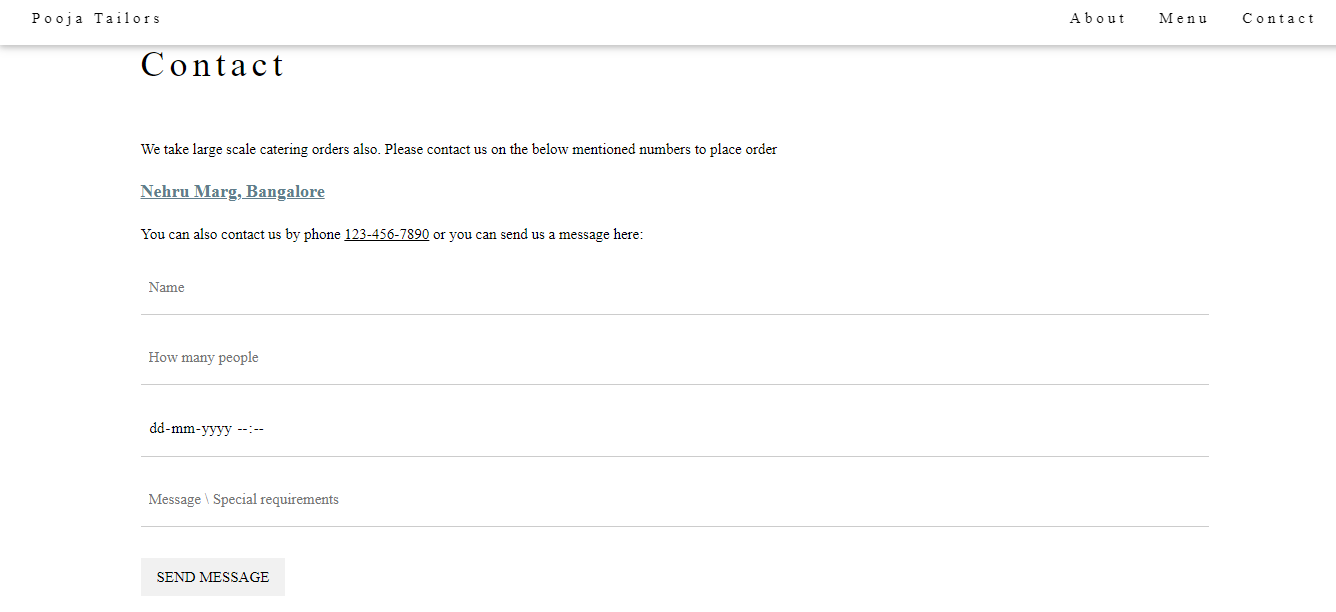 Pooja Tailors About Menu Contact
Contact
We take large scale catering orders also. Please contact us on the below mentioned numbers to place order
Nehru Marg, Bangalore
You can also contact us by phone 123-456-7890 or you can send us a message here:
Name
How many people
dd-mm-yyyy --:--
Message \ Special requirements
SEND MESSAGE